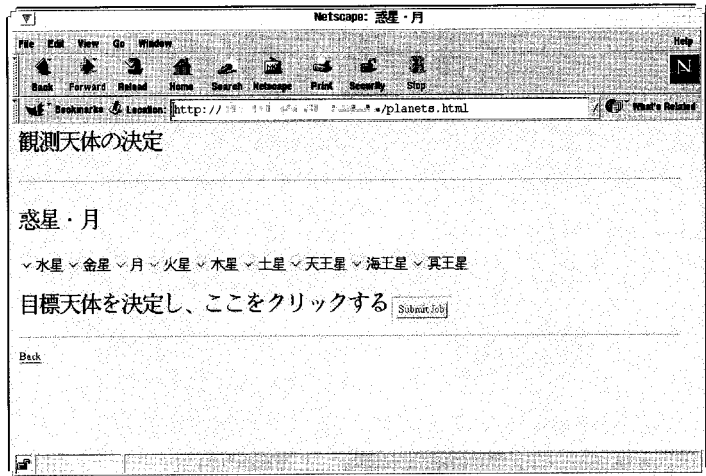 Netscape: 惑星・月
File Edit View Go Window Help
Back Forward Reload Home Search Netscape Print Security Stop
N
Bookmarks Location: http:// /planets.html What's Related
観測天体の決定
惑星・月
水星 金星 月 火星 木星 土星 天王星 海王星 冥王星
目標天体を決定し、ここをクリックする Submit Job
Back